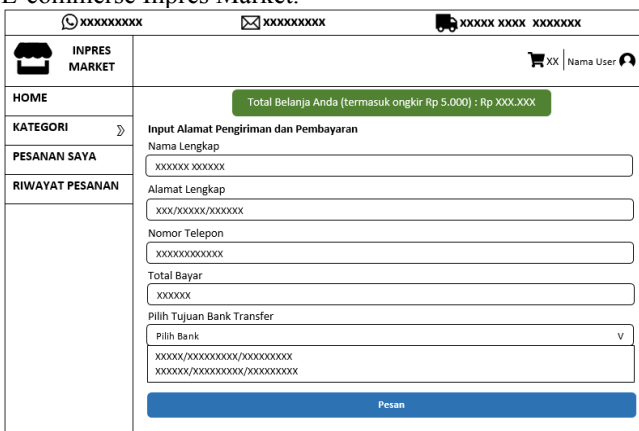 E-commerse Inpres Market.
xxxxxxxxx xxxxxxxxx xxxxx xxxx xxxxxxx
INPRES
MARKET
XX Nama User
HOME
KATEGORI
PESANAN SAYA
RIWAYAT PESANAN
Total Belanja Anda (termasuk ongkir Rp 5.000) : Rp XXX.XXX
Input Alamat Pengiriman dan Pembayaran
Nama Lengkap
xxxxxx xxxxxx
Alamat Lengkap
xxx/xxxxx/xxxxxx
Nomor Telepon
xxxxxxxxxxxx
Total Bayar
xxxxxx
Pilih Tujuan Bank Transfer
Pilih Bank V
xxxxx/xxxxxxxxx/xxxxxxxxx
xxxxxx/xxxxxxxxx/xxxxxxxxx
Pesan